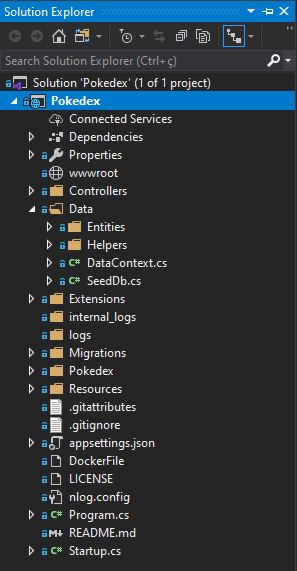 Solution Explorer
Search Solution Explorer (Ctrl+ç)
Solution 'Pokedex' (1 of 1 project)
Pokedex
Connected Services
Dependencies
Properties
wwwroot
Controllers
Data
Entities
Helpers
C# DataContext.cs
C# SeedDb.cs
Extensions
internal_logs
logs
Migrations
Pokedex
Resources
.gitattributes
.gitignore
appsettings.json
DockerFile
LICENSE
nlog.config
C# Program.cs
README.md
C# Startup.cs